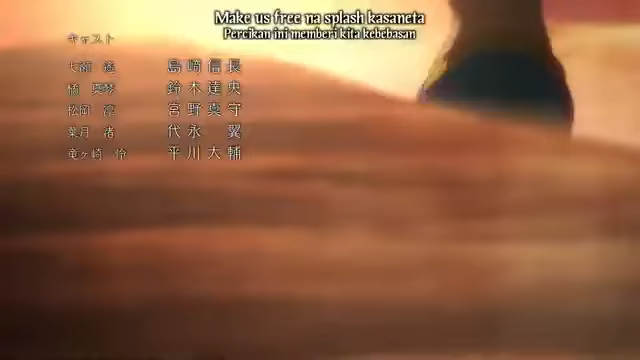 Make us free na splash kasaneta
Percikan ini memberi kita kebebasan
キャスト
七瀬 遙 島﨑信長
橘 真琴 鈴木達央
松岡 凛 宮野真守
葉月 渚 代永 翼
竜ヶ崎 怜 平川大輔